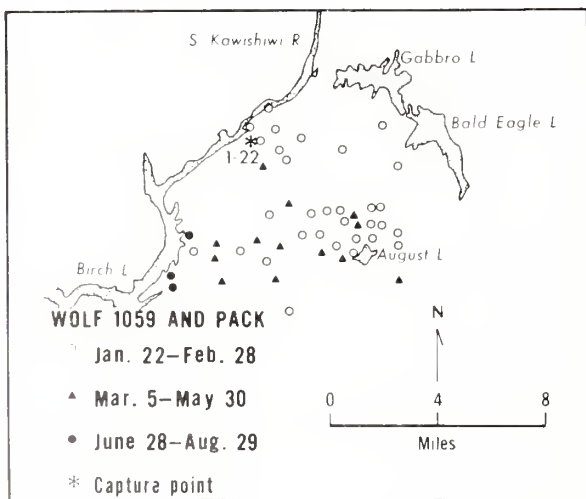 S Kawishiwi R
Gabbro L
Bald Eagle L
1-22
August L
Birch L
WOLF 1059 AND PACK
Jan. 22–Feb. 28
Mar. 5–May 30
June 28–Aug. 29
Captura point
N
0 4 8
Miles